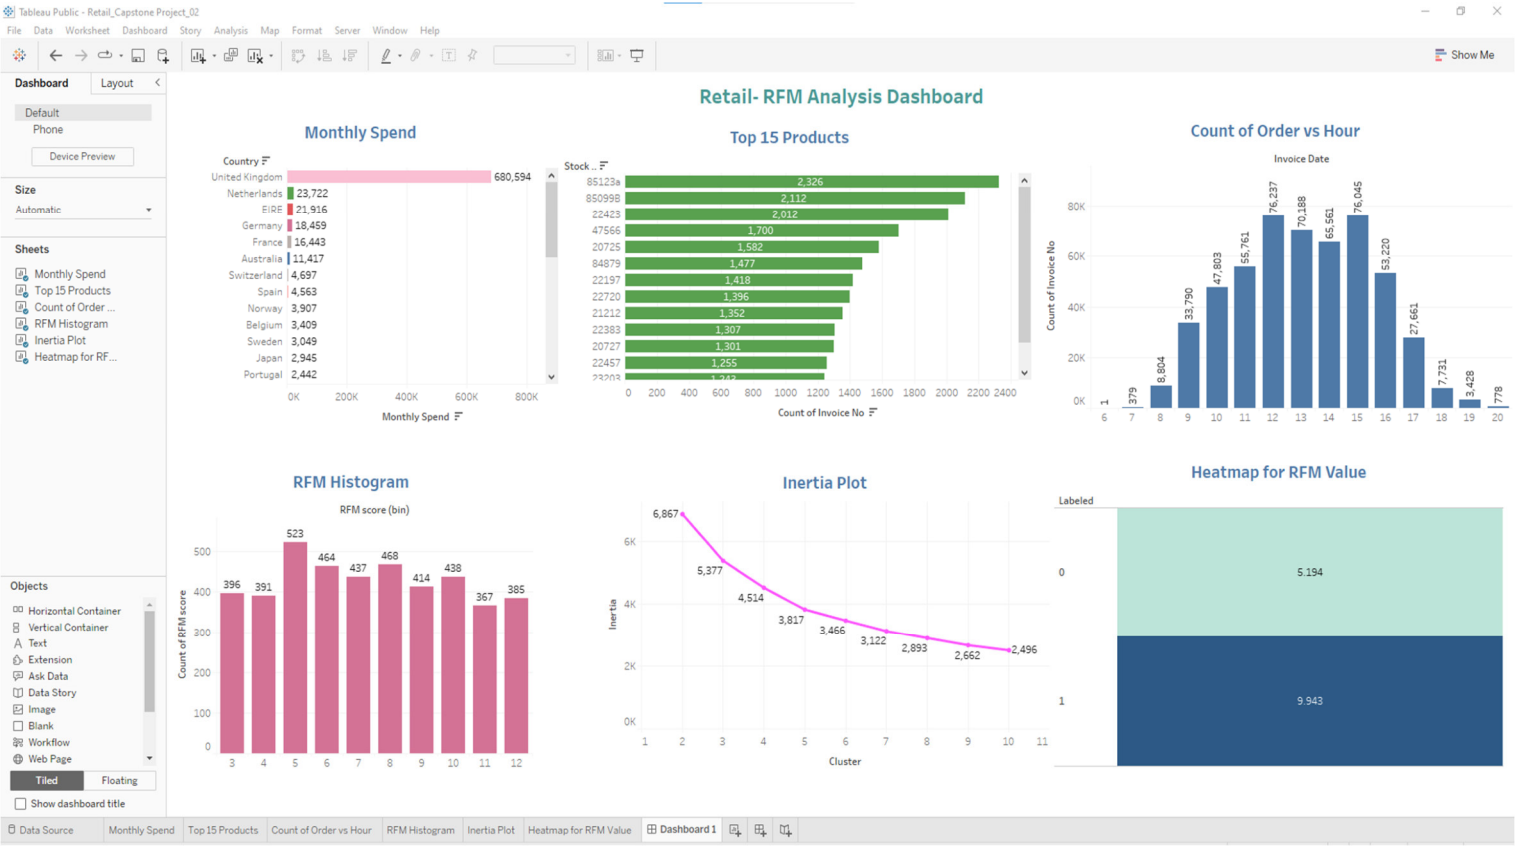 Tableau Public - Retail_Capstone Project_02
File Data Worksheet Dashboard Story Analysis Map Format Server Window Help
Show Me
Dashboard Layout
Default
Phone
Device Preview
Size
Automatic
Sheets
Monthly Spend
Top 15 Products
Count of Order ...
RFM Histogram
Inertia Plot
Heatmap for RF...
Objects
Horizontal Container
Vertical Container
Text
Extension
Ask Data
Data Story
Image
Blank
Workflow
Web Page
Tiled Floating
Show dashboard title
Retail- RFM Analysis Dashboard
Monthly Spend
Country
United Kingdom 680,594
Netherlands 23,722
EIRE 21,916
Germany 18,459
France 16,443
Australia 11,417
Switzerland 4,697
Spain 4,563
Norway 3,907
Belgium 3,409
Sweden 3,049
Japan 2,945
Portugal 2,442
0K 200K 400K 600K 800K
Monthly Spend
Top 15 Products
Stock ..
85123a 2,326
85099B 2,112
22423 2,012
47566 1,700
20725 1,582
84879 1,477
22197 1,418
22720 1,396
21212 1,352
22383 1,307
20727 1,301
22457 1,255
23203 1,243
0 200 400 600 800 1000 1200 1400 1600 1800 2000 2200 2400
Count of Invoice No
Count of Order vs Hour
Invoice Date
Count of Invoice No
80K
60K
40K
20K
0K
1 379 8,804 33,790 47,803 55,761 76,237 70,188 65,561 76,045 53,220 27,661 7,731 3,428 778
6 7 8 9 10 11 12 13 14 15 16 17 18 19 20
RFM Histogram
RFM score (bin)
Count of RFM score
500
400
300
200
100
0
396 391 523 464 437 468 414 438 367 385
3 4 5 6 7 8 9 10 11 12
Inertia Plot
Inertia
6K
4K
2K
0K
6,867 5,377 4,514 3,817 3,466 3,122 2,893 2,662 2,496
1 2 3 4 5 6 7 8 9 10 11
Cluster
Heatmap for RFM Value
Labeled
0 5.194
1 9.943
Data Source Monthly Spend Top 15 Products Count of Order vs Hour RFM Histogram Inertia Plot Heatmap for RFM Value Dashboard 1